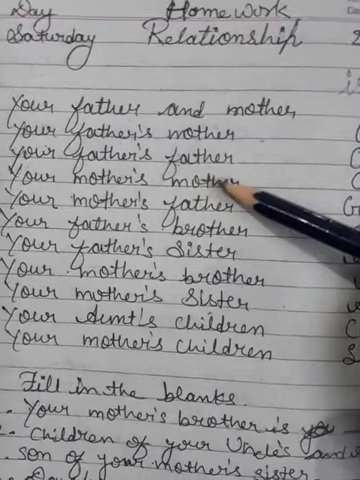 Day Homework
Saturday Relationship
Your father and mother
Your father's mother
Your father's father
Your mother's mother
Your mother's father
Your father's brother
Your father's Sister
Your mother's brother
Your mother's Sister
Your Aunt's children
Your mother's children
Fill in the blanks.
Your mother's brother is
Children of your Uncle's and
son of your mother's sister